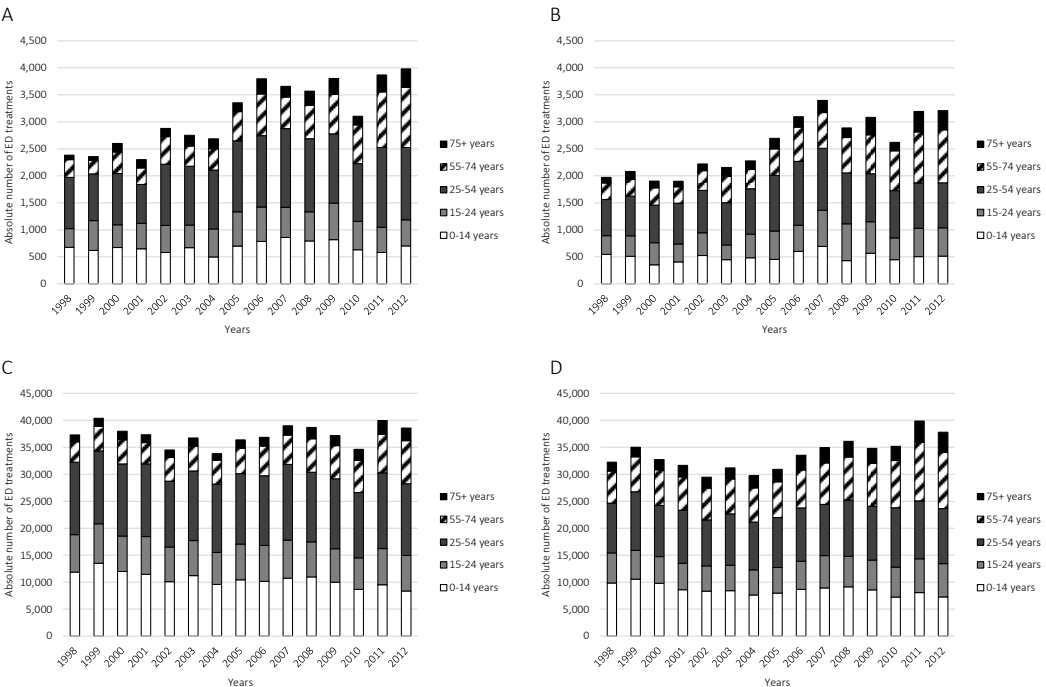 A
Absolute number of ED treatments
4,500
4,000
3,500
3,000
2,500
2,000
1,500
1,000
500
0
1998 1999 2000 2001 2002 2003 2004 2005 2006 2007 2008 2009 2010 2011 2012
Years
75+ years
55-74 years
25-54 years
15-24 years
0-14 years
B
Absolute number of ED treatments
4,500
4,000
3,500
3,000
2,500
2,000
1,500
1,000
500
0
1998 1999 2000 2001 2002 2003 2004 2005 2006 2007 2008 2009 2010 2011 2012
Years
75+ years
55-74 years
25-54 years
15-24 years
0-14 years
C
Absolute number of ED treatments
45,000
40,000
35,000
30,000
25,000
20,000
15,000
10,000
5,000
0
1998 1999 2000 2001 2002 2003 2004 2005 2006 2007 2008 2009 2010 2011 2012
Years
75+ years
55-74 years
25-54 years
15-24 years
0-14 years
D
Absolute number of ED treatments
45,000
40,000
35,000
30,000
25,000
20,000
15,000
10,000
5,000
0
1998 1999 2000 2001 2002 2003 2004 2005 2006 2007 2008 2009 2010 2011 2012
Years
75+ years
55-74 years
25-54 years
15-24 years
0-14 years